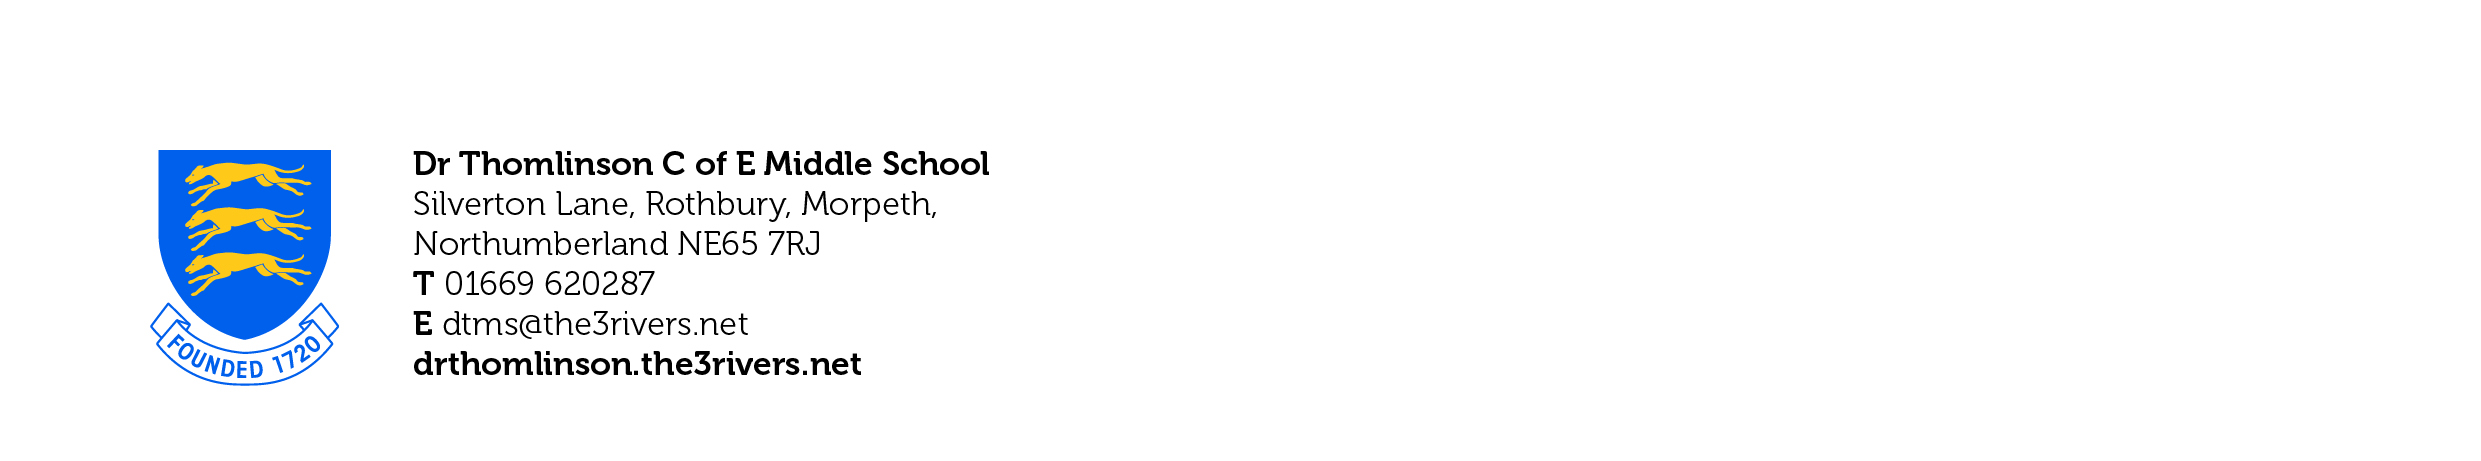 Dr Thomlinson C of E Middle School
Silverton Lane, Rothbury, Morpeth,
Northumberland NE65 7RJ
T 01669 620287
E dtms@the3rivers.net
drthomlinson.the3rivers.net
FOUNDED 1720